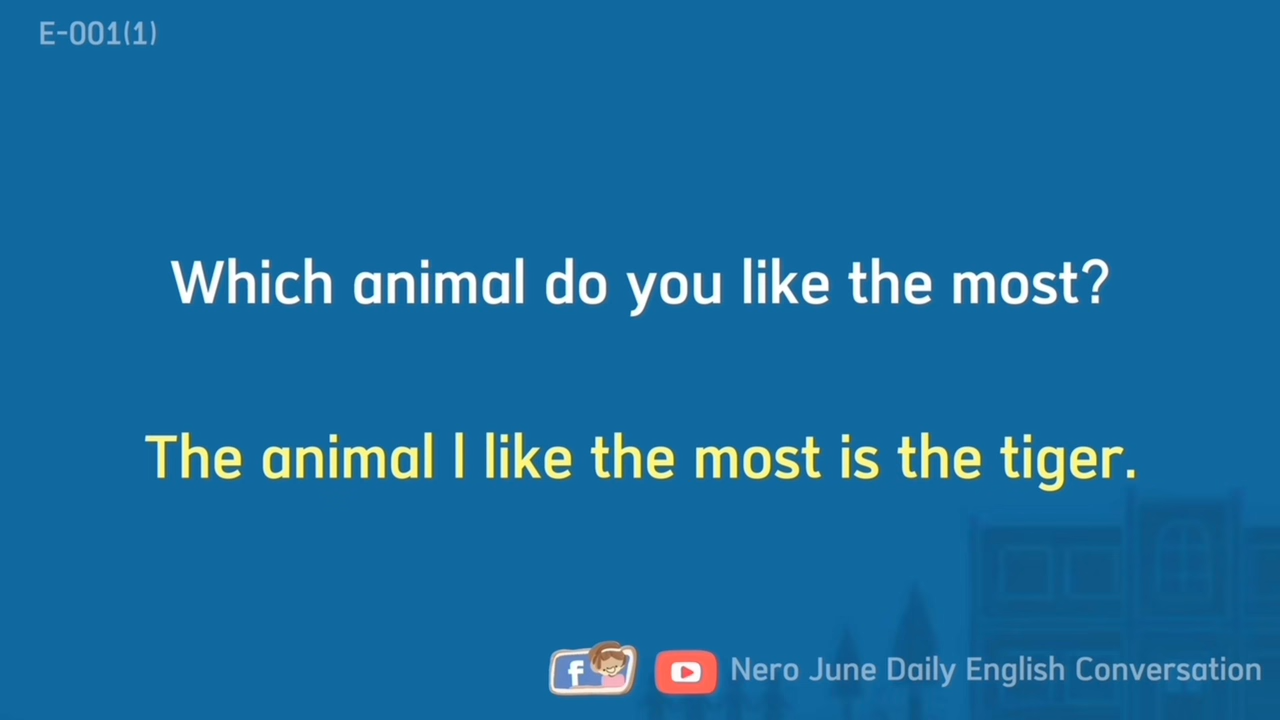 E-001(1)
Which animal do you like the most?
The animal I like the most is the tiger.
f
Nero June Daily English Conversation